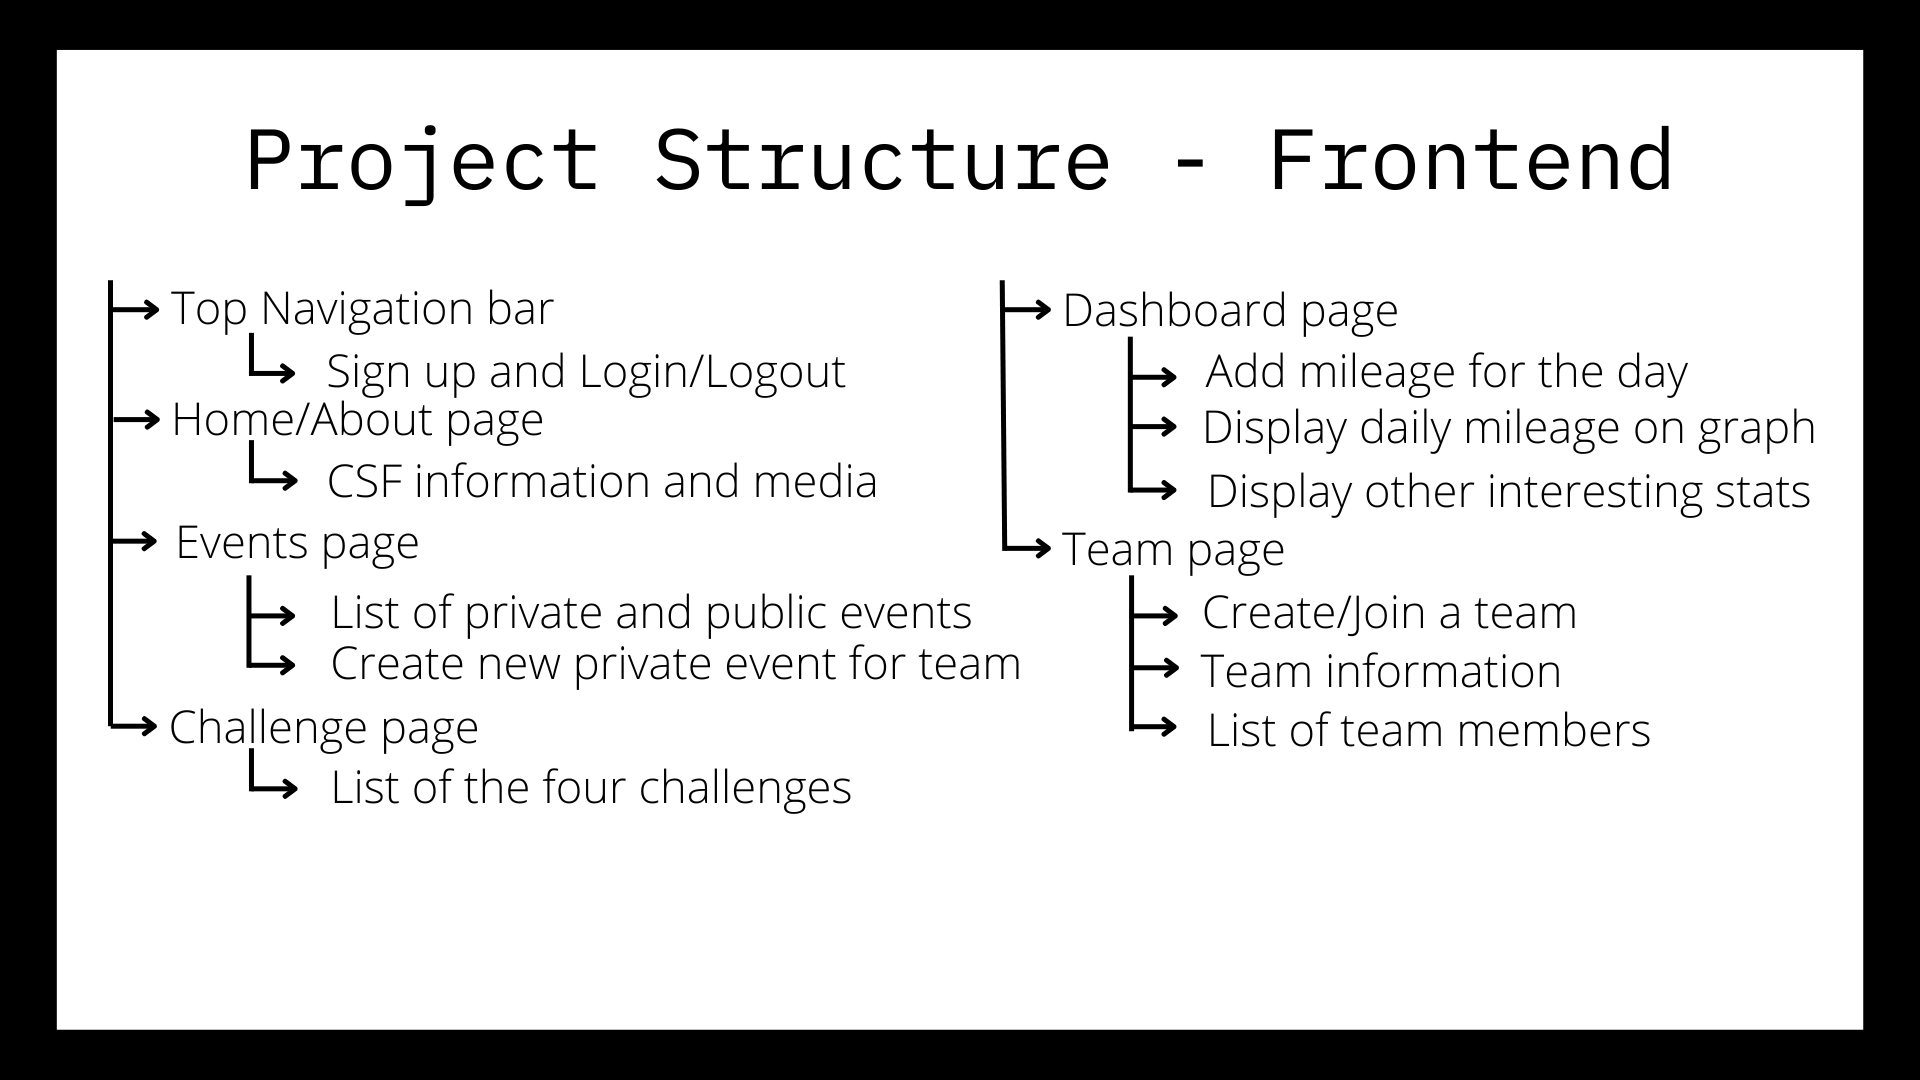 Project Structure - Frontend
Top Navigation bar
Sign up and Login/Logout
Home/About page
CSF information and media
Events page
List of private and public events
Create new private event for team
Challenge page
List of the four challenges
Dashboard page
Add mileage for the day
Display daily mileage on graph
Display other interesting stats
Team page
Create/Join a team
Team information
List of team members